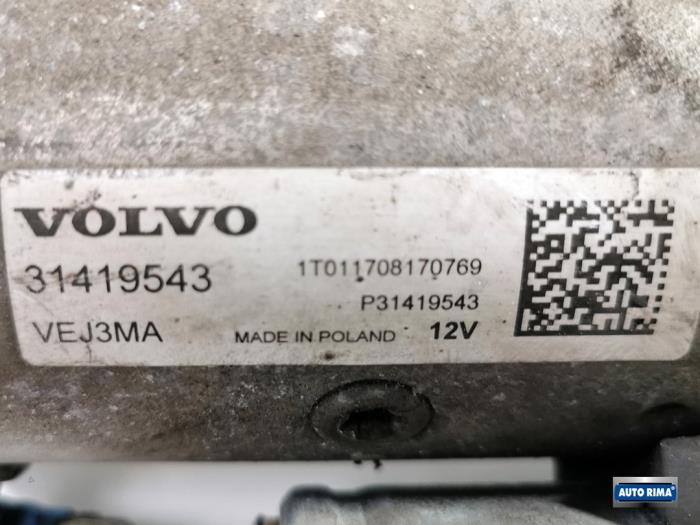 VOLVO
31419543
1T011708170769
P31419543
VEJ3MA
MADE IN POLAND 12V
AUTO RIMA